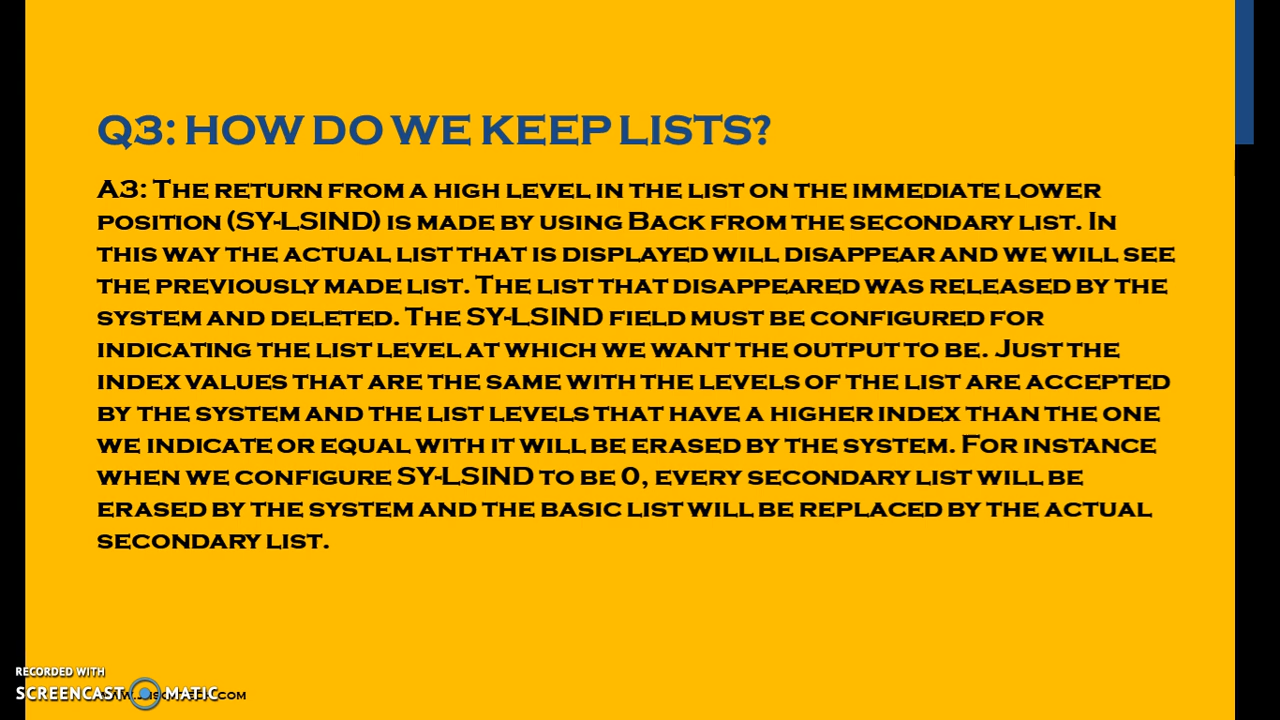 Q3: HOW DO WE KEEP LISTS?
A3: The return from a high level in the list on the immediate lower
position (SY-LSIND) is made by using Back from the secondary list. In
this way the actual list that is displayed will disappear and we will see
the previously made list. The list that disappeared was released by the
system and deleted. The SY-LSIND field must be configured for
indicating the list level at which we want the output to be. Just the
index values that are the same with the levels of the list are accepted
by the system and the list levels that have a higher index than the one
we indicate or equal with it will be erased by the system. For instance
when we configure SY-LSIND to be 0, every secondary list will be
erased by the system and the basic list will be replaced by the actual
secondary list.
RECORDED WITH
SCREENCAST MATIC